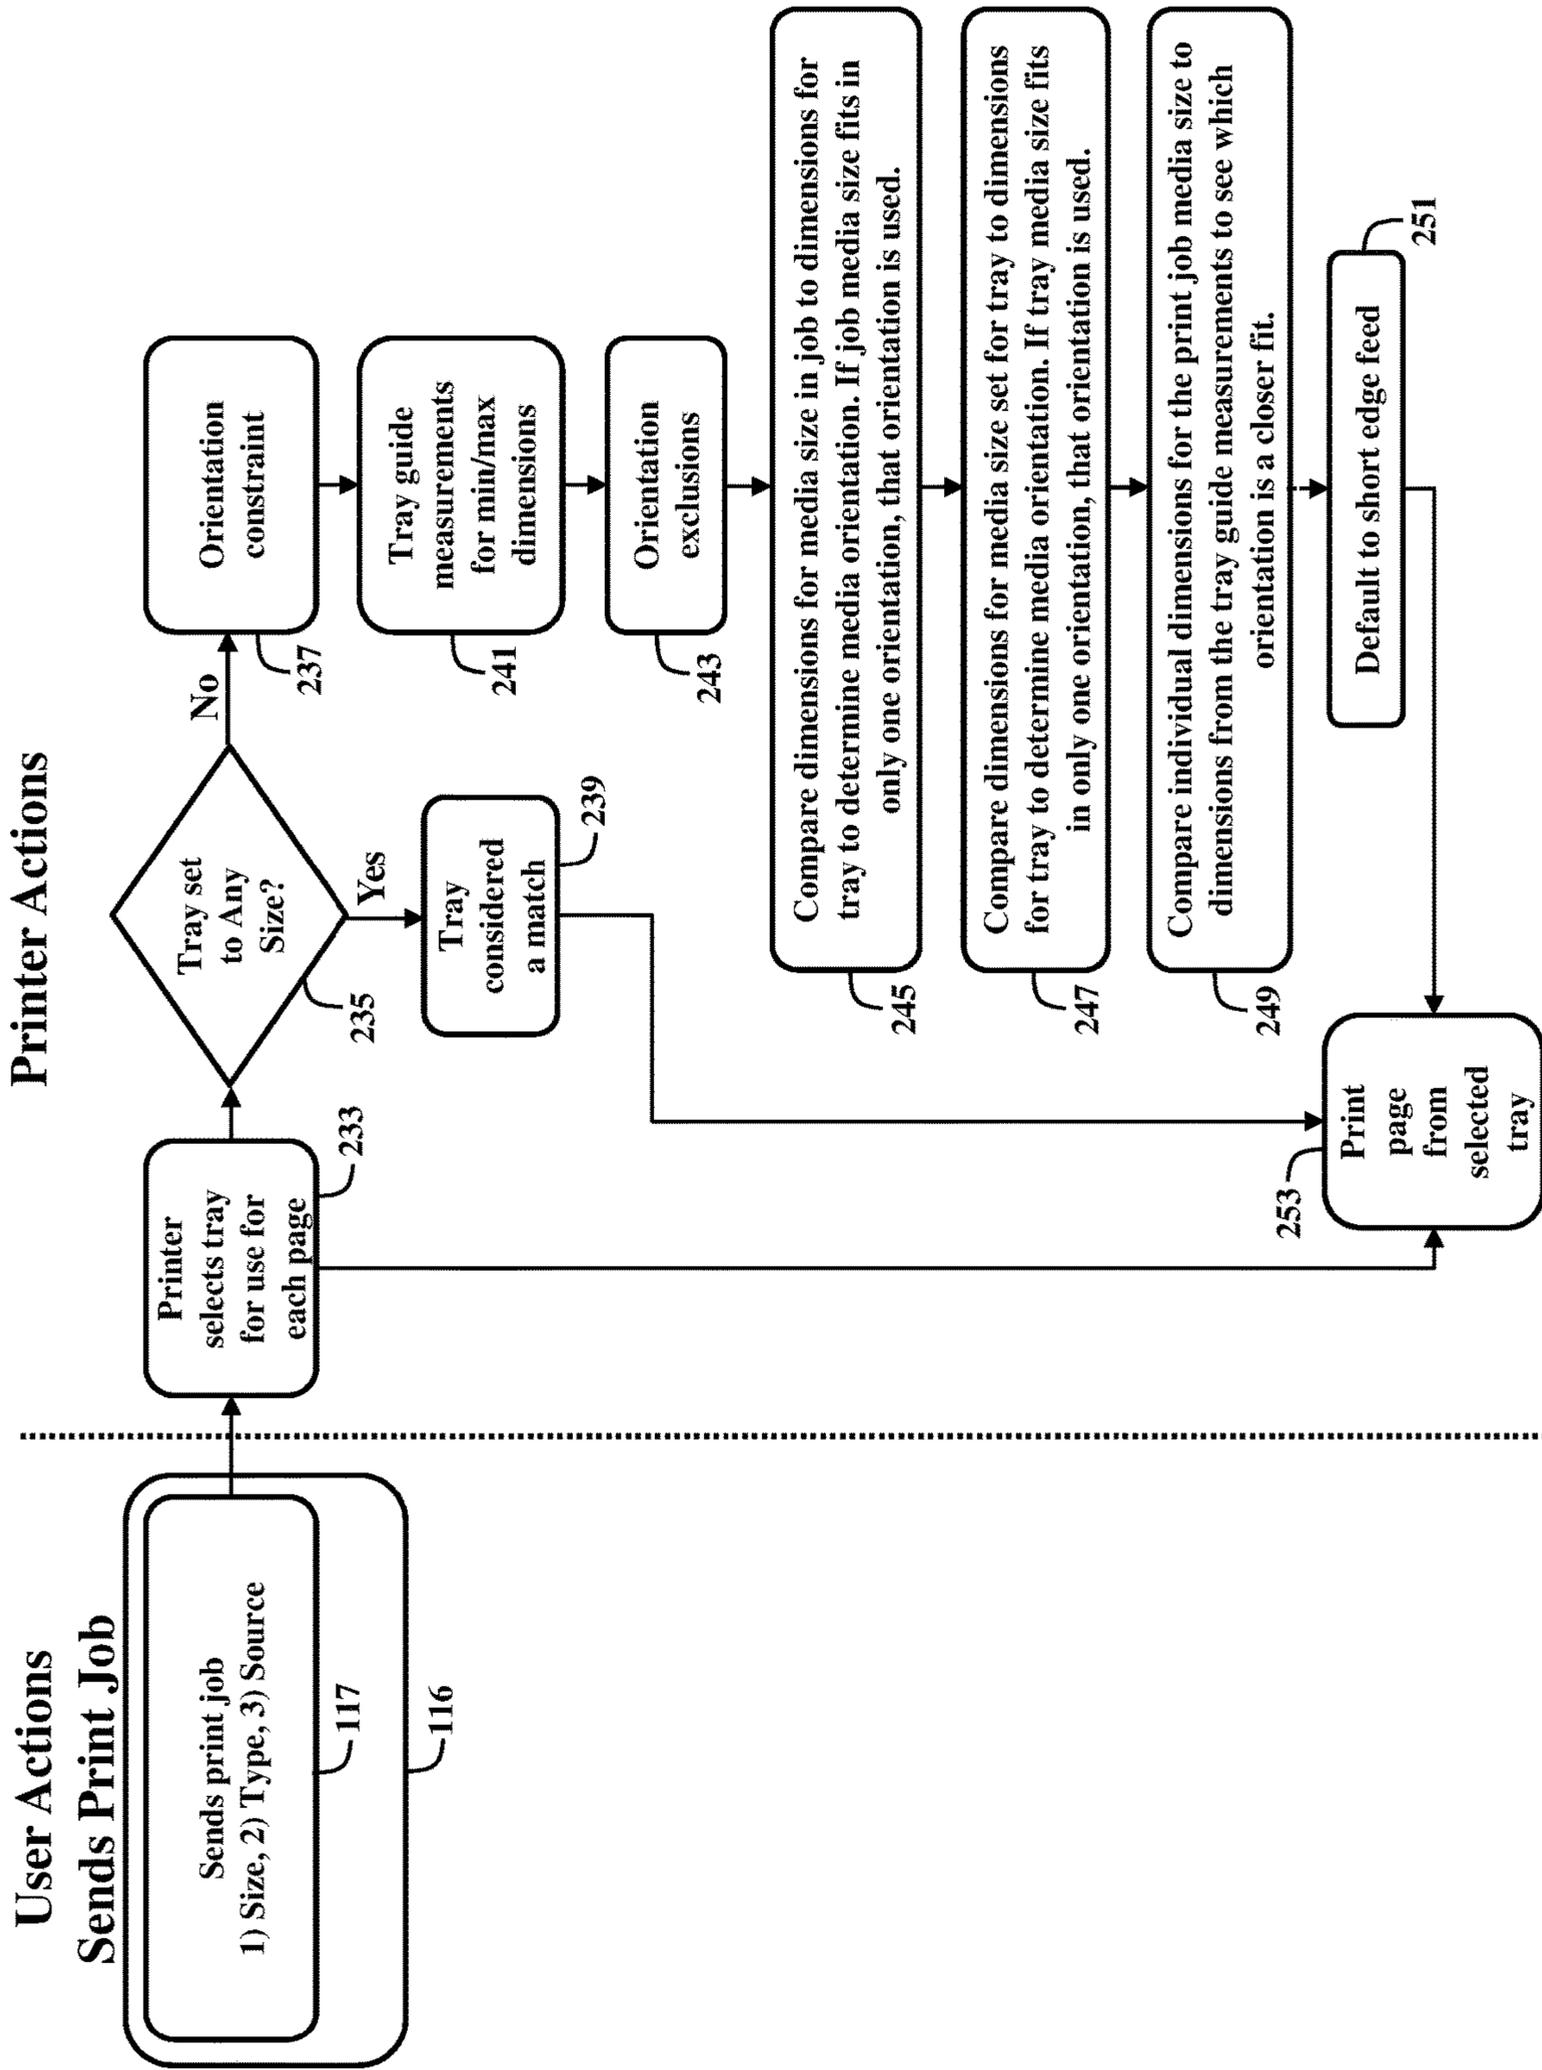 User Actions
Sends Print Job
Sends print job
1) Size, 2) Type, 3) Source
117
116
Printer Actions
Printer
selects tray
for use for
each page
233
Tray set
to Any
Size?
235
No
Yes
Tray
considered
a match
239
Orientation
constraint
237
Tray guide
measurements
for min/max
dimensions
241
Orientation
exclusions
243
Compare dimensions for media size in job to dimensions for
tray to determine media orientation. If job media size fits in
only one orientation, that orientation is used.
245
Compare dimensions for media size set for tray to dimensions
for tray to determine media orientation. If tray media size fits
in only one orientation, that orientation is used.
247
Compare individual dimensions for the print job media size to
dimensions from the tray guide measurements to see which
orientation is a closer fit.
249
Default to short edge feed
251
Print
page
from
selected
tray
253